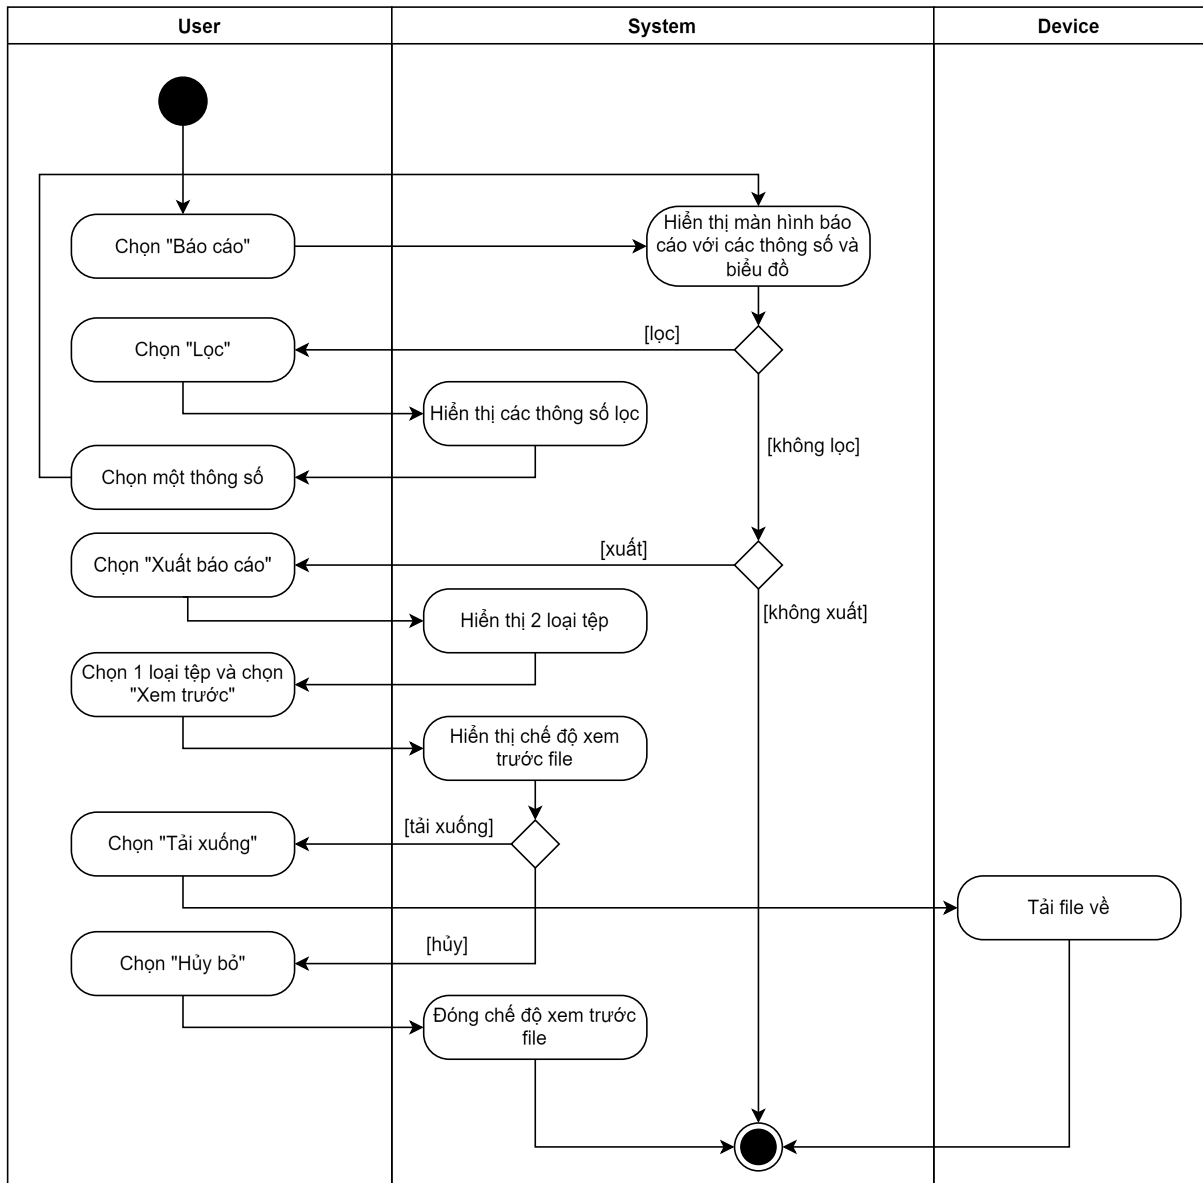 User
System
Device
Chọn "Báo cáo"
Hiển thị màn hình báo
cáo với các thông số và
biểu đồ
[lọc]
Chọn "Lọc"
Hiển thị các thông số lọc
[không lọc]
Chọn một thông số
[xuất]
Chọn "Xuất báo cáo"
[không xuất]
Hiển thị 2 loại tệp
Chọn 1 loại tệp và chọn
"Xem trước"
Hiển thị chế độ xem
trước file
[tải xuống]
Chọn "Tải xuống"
Tải file về
[hủy]
Chọn "Hủy bỏ"
Đóng chế độ xem trước
file